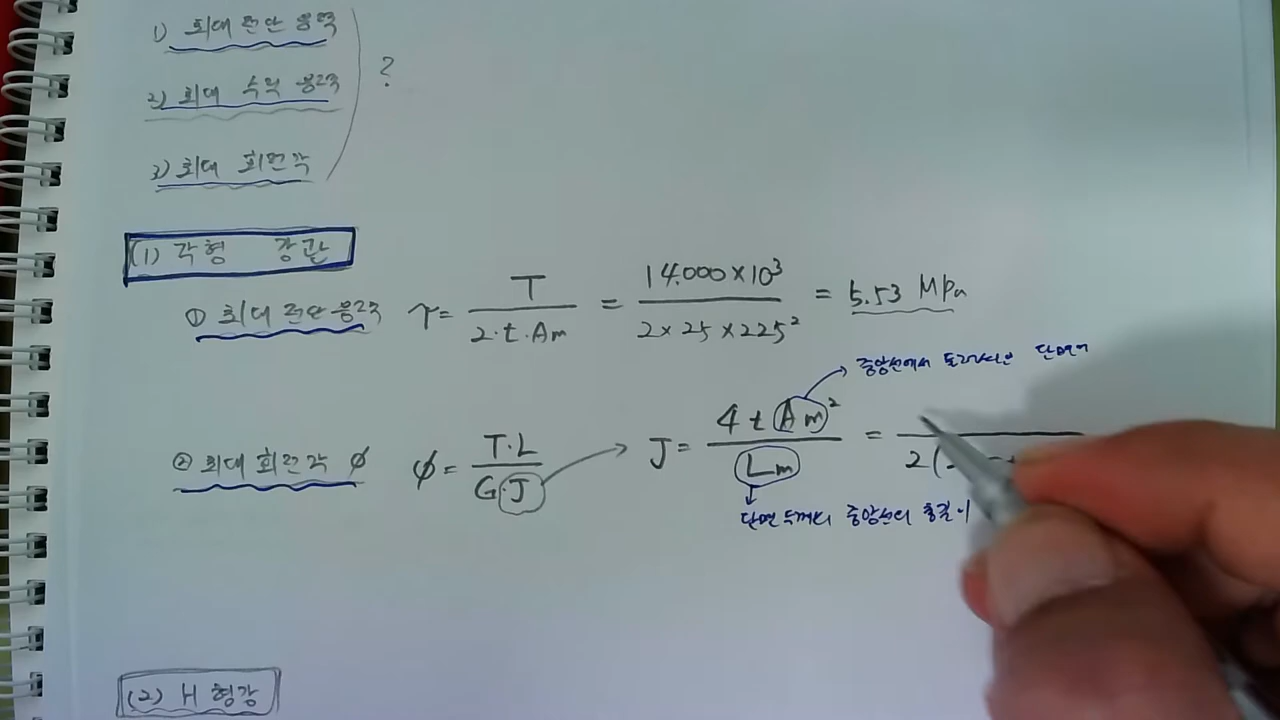 1) 최대 전단 응력
2) 최대 수직 응력
?
3) 최대 회전각
(1) 각형 강관
① 최대 전단 응력 τ = T / 2·t·Am = 14.000×10³ / 2×25×225² = 5.53 MPa
중앙선에서 둘러싸인 단면적
② 최대 회전각 φ φ = T·L / G·J → J = 4 t Am² / Lm = 2(
단면 두께의 중앙선의 총길이
(2) H 형강